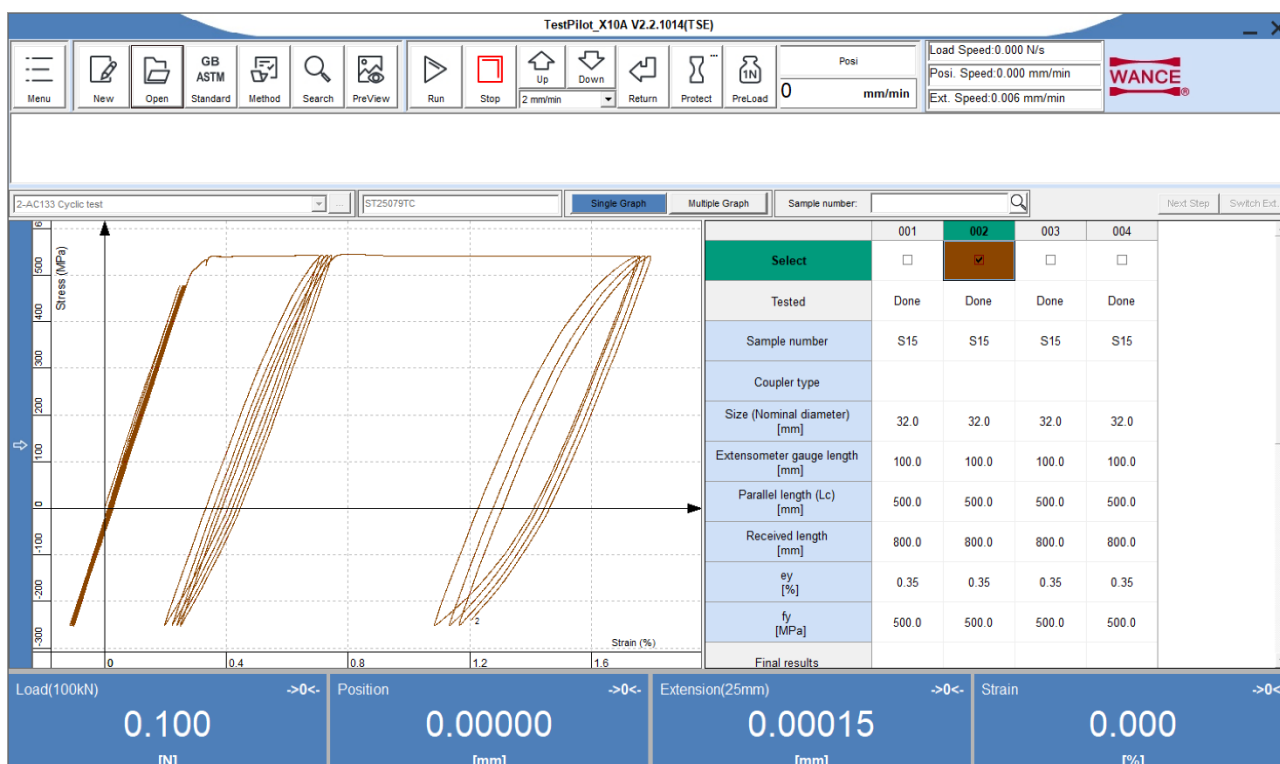 TestPilot_X10A V2.2.1014(TSE)
Menu
New
Open
GB
ASTM
Standard
Method
Search
PreView
Run
Stop
Up
Down
2 mm/min
Return
Protect
1N
PreLoad
Posi
0 mm/min
Load Speed:0.000 N/s
Posi. Speed:0.000 mm/min
Ext. Speed:0.006 mm/min
WANCE®
2-AC133 Cyclic test
...
ST25079TC
Single Graph
Multiple Graph
Sample number:
Next Step
Switch Ext.
Stress (MPa)
6
500
400
300
200
100
0
-100
-200
-300
2
Strain (%)
0 0.4 0.8 1.2 1.6
001 002 003 004
Select
Tested Done Done Done Done
Sample number S15 S15 S15 S15
Coupler type
Size (Nominal diameter)
[mm] 32.0 32.0 32.0 32.0
Extensometer gauge length
[mm] 100.0 100.0 100.0 100.0
Parallel length (Lc)
[mm] 500.0 500.0 500.0 500.0
Received length
[mm] 800.0 800.0 800.0 800.0
ey
[%] 0.35 0.35 0.35 0.35
fy
[MPa] 500.0 500.0 500.0 500.0
Final results
Load(100kN) ->0<-
0.100
[N]
Position ->0<-
0.00000
[mm]
Extension(25mm) ->0<-
0.00015
[mm]
Strain ->0<
0.000
[%]